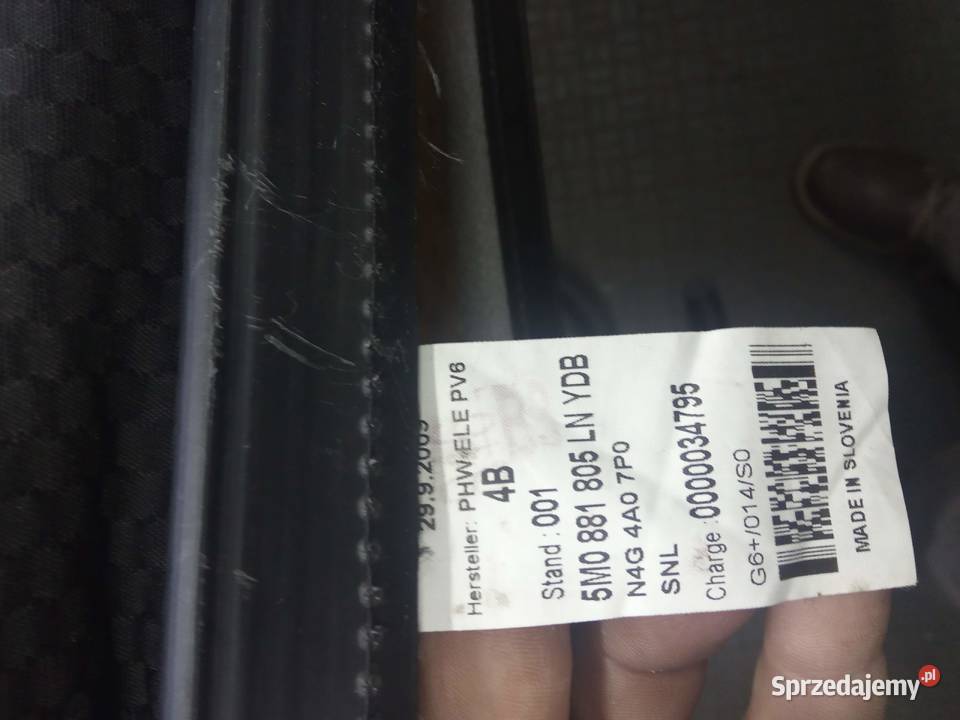 29.9.2009
Hersteller: PHW-ELE PV6
4B
Stand : 001
5M0 881 805 LN YDB
N4G 4A0 7P0
SNL
Charge : 0000034795
G6+/014/S0
MADE IN SLOVENIA
Sprzedajemy.pl